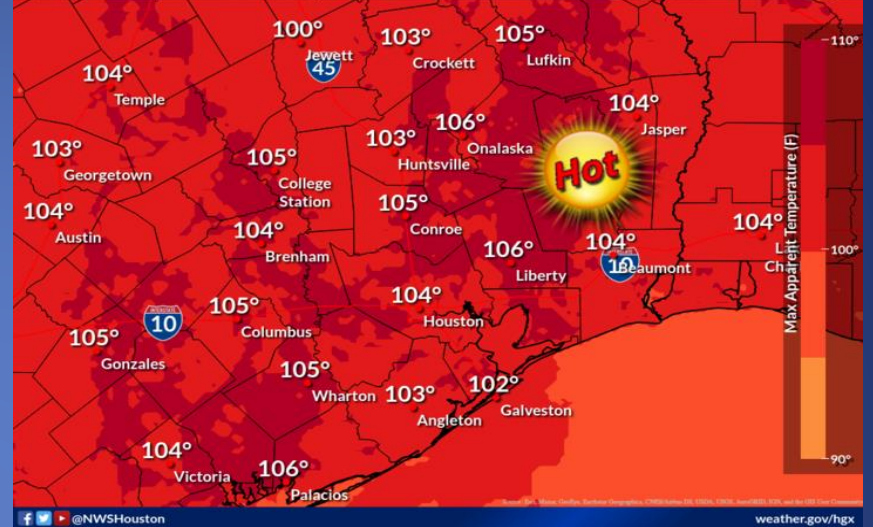 100°
Jewett
45
103°
Crockett
105°
Lufkin
110°
104°
Temple
104°
Jasper
103°
Georgetown
105°
College
Station
103°
Huntsville
106°
Onalaska
Hot
Max Apparent Temperature (F)
104°
Austin
104°
Brenham
105°
Conroe
106°
Liberty
104°
10
Beaumont
104°
L
Ch
100°
105°
Gonzales
10
105°
Columbus
104°
Houston
105°
Wharton
103°
Angleton
102°
Galveston
104°
Victoria
106°
Palacios
90°
@NWSHouston
weather.gov/hgx